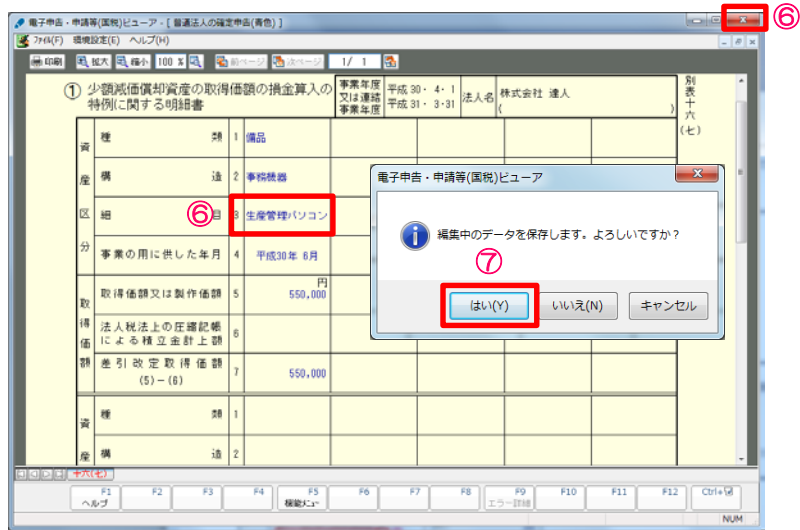 電子申告・申請等(国税)ビューア - [ 普通法人の確定申告(青色) ]
⑥
ファイル(F) 環境設定(E) ヘルプ(H)
印刷 拡大 縮小 100 % 前ページ 次ページ 1/ 1
① 少額減価償却資産の取得価額の損金算入の
特例に関する明細書
事業年度
又は連結
事業年度
平成 30・ 4・ 1
平成 31・ 3・31
法人名
株式会社 達人
( )
別表十六(七)
資産区分
種類 1 備品
構造 2 事務機器
⑥
細目 3 生産管理パソコン
事業の用に供した年月 4 平成30年 6月
取得価額
取得価額又は製作価額 5 円
550,000
法人税法上の圧縮記帳
による積立金計上額 6
差引改定取得価額
(5)－(6) 7 550,000
資産
種類 1
構造 2
電子申告・申請等(国税)ビューア
編集中のデータを保存します。よろしいですか？
⑦
はい(Y) いいえ(N) キャンセル
十六(七)
F1 F2 F3 F4 F5 F6 F7 F8 F9 F10 F11 F12 Ctrl+
ヘルプ 機能メニュー エラー詳細
NUM